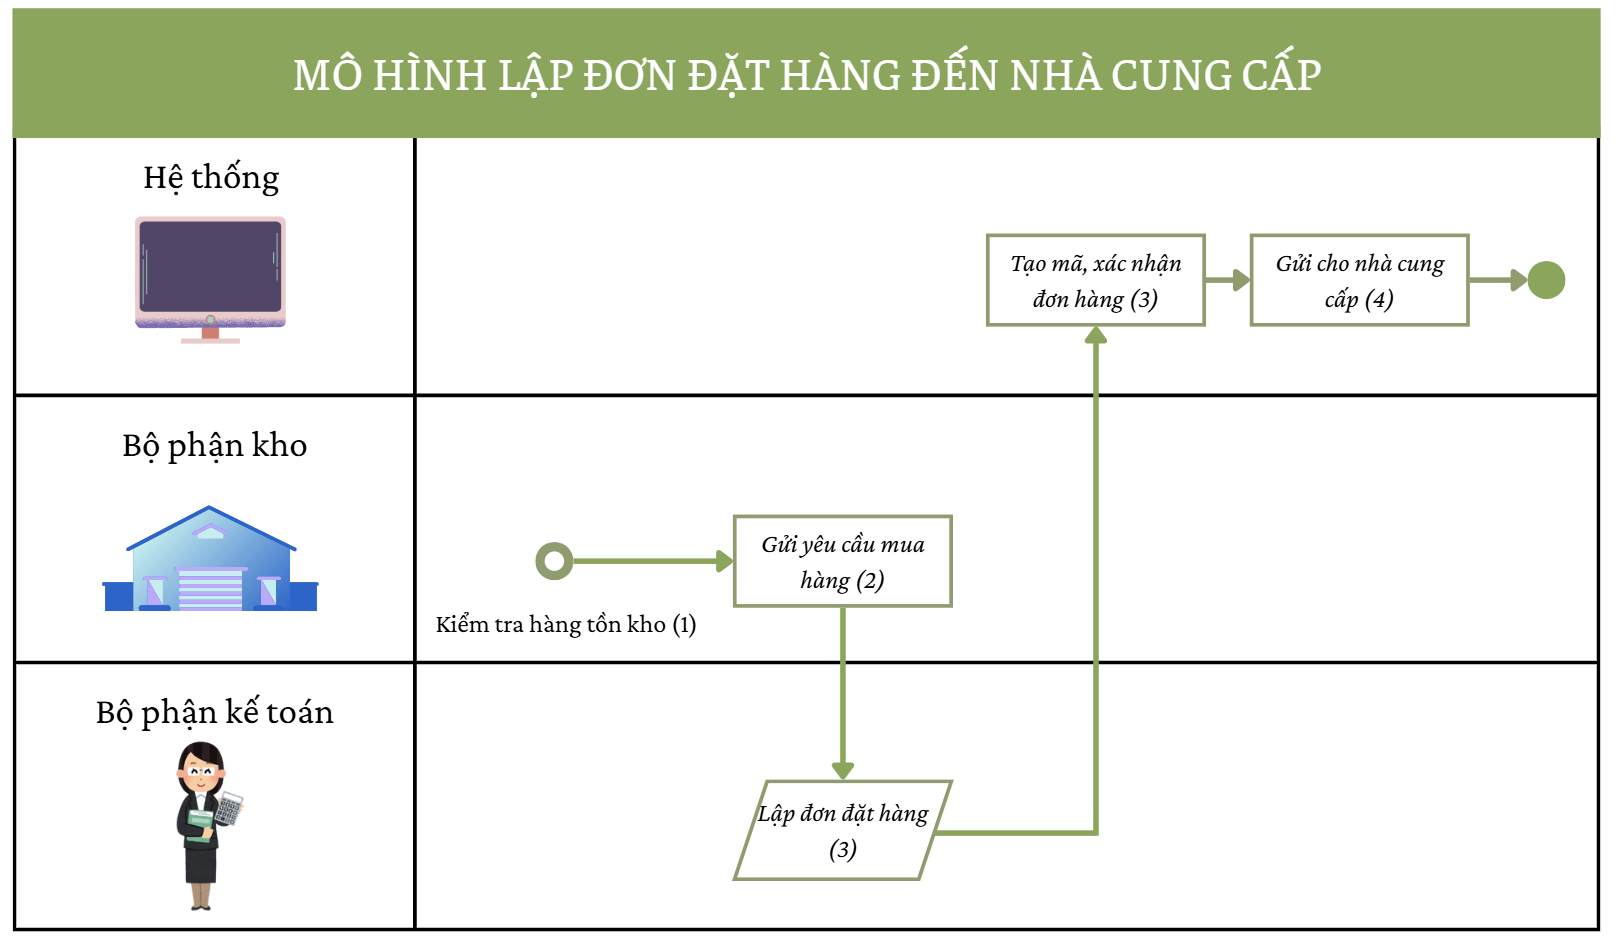 MÔ HÌNH LẬP ĐƠN ĐẶT HÀNG ĐẾN NHÀ CUNG CẤP
Hệ thống
Tạo mã, xác nhận
đơn hàng (3)
Gửi cho nhà cung
cấp (4)
Bộ phận kho
Kiểm tra hàng tồn kho (1)
Gửi yêu cầu mua
hàng (2)
Bộ phận kế toán
Lập đơn đặt hàng
(3)